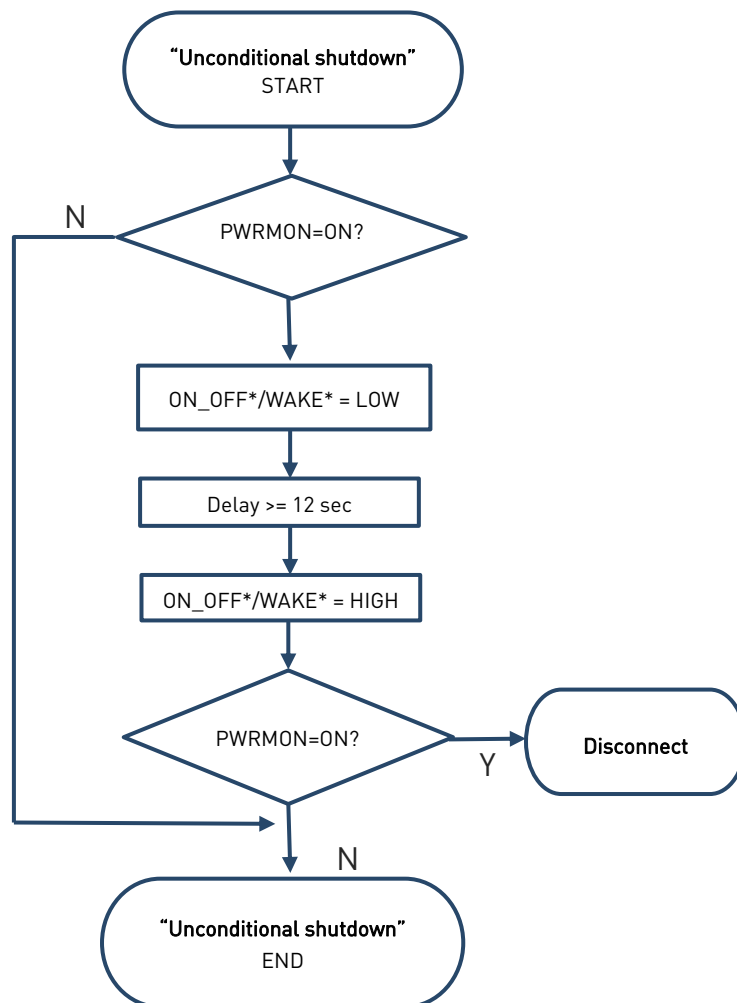 “Unconditional shutdown”
START
N
PWRMON=ON?
ON_OFF*/WAKE* = LOW
Delay >= 12 sec
ON_OFF*/WAKE* = HIGH
PWRMON=ON?
Y
Disconnect
N
“Unconditional shutdown”
END